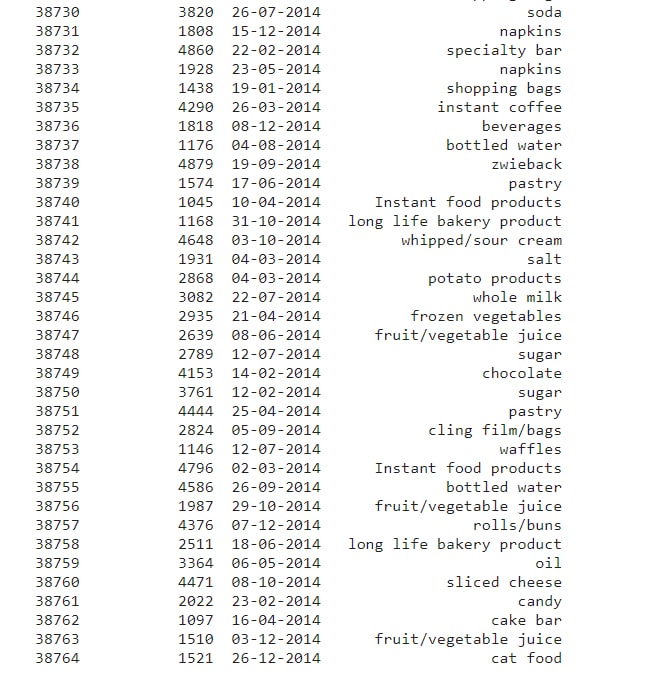 38730 3820 26-07-2014 soda
38731 1808 15-12-2014 napkins
38732 4860 22-02-2014 specialty bar
38733 1928 23-05-2014 napkins
38734 1438 19-01-2014 shopping bags
38735 4290 26-03-2014 instant coffee
38736 1818 08-12-2014 beverages
38737 1176 04-08-2014 bottled water
38738 4879 19-09-2014 zwieback
38739 1574 17-06-2014 pastry
38740 1045 10-04-2014 Instant food products
38741 1168 31-10-2014 long life bakery product
38742 4648 03-10-2014 whipped/sour cream
38743 1931 04-03-2014 salt
38744 2868 04-03-2014 potato products
38745 3082 22-07-2014 whole milk
38746 2935 21-04-2014 frozen vegetables
38747 2639 08-06-2014 fruit/vegetable juice
38748 2789 12-07-2014 sugar
38749 4153 14-02-2014 chocolate
38750 3761 12-02-2014 sugar
38751 4444 25-04-2014 pastry
38752 2824 05-09-2014 cling film/bags
38753 1146 12-07-2014 waffles
38754 4796 02-03-2014 Instant food products
38755 4586 26-09-2014 bottled water
38756 1987 29-10-2014 fruit/vegetable juice
38757 4376 07-12-2014 rolls/buns
38758 2511 18-06-2014 long life bakery product
38759 3364 06-05-2014 oil
38760 4471 08-10-2014 sliced cheese
38761 2022 23-02-2014 candy
38762 1097 16-04-2014 cake bar
38763 1510 03-12-2014 fruit/vegetable juice
38764 1521 26-12-2014 cat food